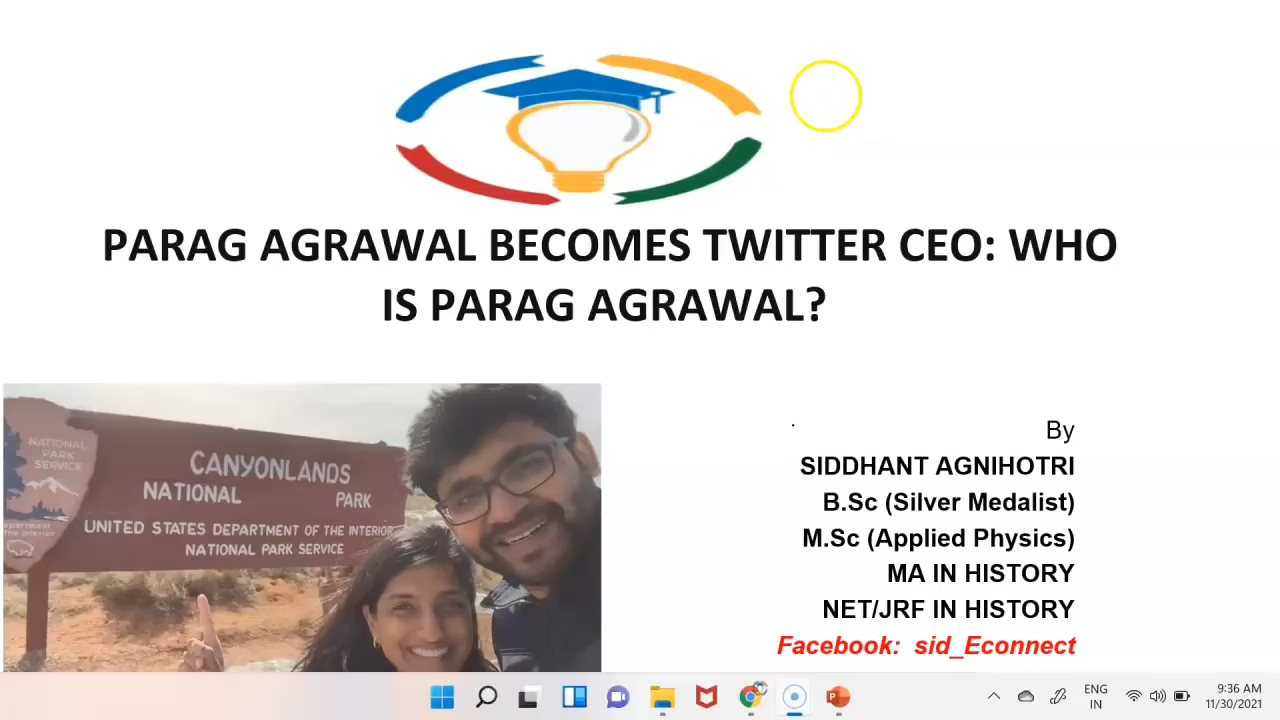 PARAG AGRAWAL BECOMES TWITTER CEO: WHO
IS PARAG AGRAWAL?
NATIONAL
PARK
SERVICE
CANYONLANDS
NATIONAL PARK
UNITED STATES DEPARTMENT OF THE INTERIOR
NATIONAL PARK SERVICE
By
SIDDHANT AGNIHOTRI
B.Sc (Silver Medalist)
M.Sc (Applied Physics)
MA IN HISTORY
NET/JRF IN HISTORY
Facebook: sid_Econnect
ENG
IN
9:36 AM
11/30/2021